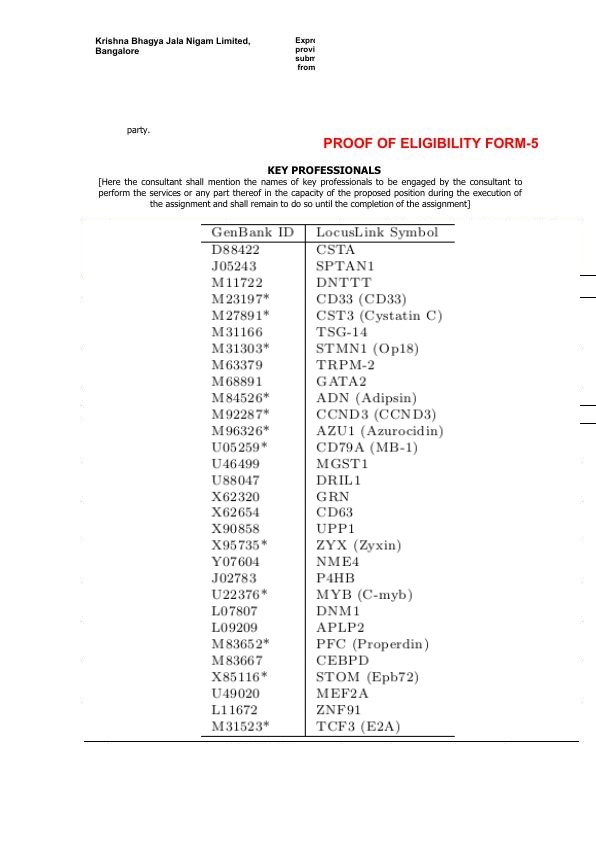 Krishna Bhagya Jala Nigam Limited,
Bangalore
Expre
provi
subm
from
party.
PROOF OF ELIGIBILITY FORM-5
KEY PROFESSIONALS
[Here the consultant shall mention the names of key professionals to be engaged by the consultant to
perform the services or any part thereof in the capacity of the proposed position during the execution of
the assignment and shall remain to do so until the completion of the assignment]
GenBank ID LocusLink Symbol
D88422 CSTA
J05243 SPTAN1
M11722 DNTTT
M23197* CD33 (CD33)
M27891* CST3 (Cystatin C)
M31166 TSG-14
M31303* STMN1 (Op18)
M63379 TRPM-2
M68891 GATA2
M84526* ADN (Adipsin)
M92287* CCND3 (CCND3)
M96326* AZU1 (Azurocidin)
U05259* CD79A (MB-1)
U46499 MGST1
U88047 DRIL1
X62320 GRN
X62654 CD63
X90858 UPP1
X95735* ZYX (Zyxin)
Y07604 NME4
J02783 P4HB
U22376* MYB (C-myb)
L07807 DNM1
L09209 APLP2
M83652* PFC (Properdin)
M83667 CEBPD
X85116* STOM (Epb72)
U49020 MEF2A
L11672 ZNF91
M31523* TCF3 (E2A)